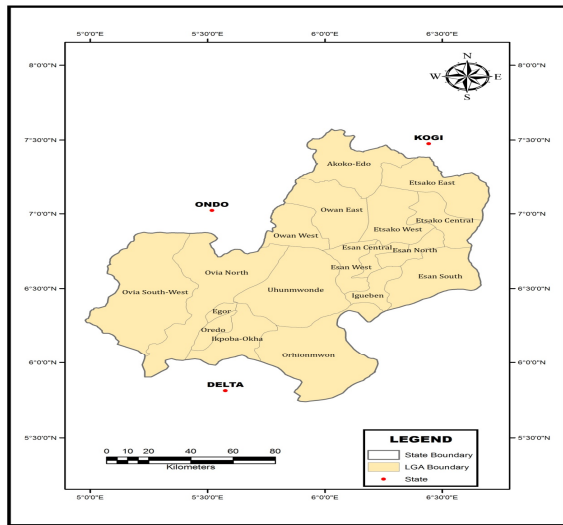 5°0'0"E 5°30'0"E 6°0'0"E 6°30'0"E
8°0'0"N 8°0'0"N
N
W E
S
7°30'0"N 7°30'0"N
KOGI
Akoko-Edo
Etsako East
ONDO
Owan East
Etsako Central
7°0'0"N 7°0'0"N
Etsako West
Owan West
Esan Central
Esan North
Esan West
Ovia North
Esan South
6°30'0"N 6°30'0"N
Ovia South-West
Uhunmwonde
Igueben
Egor
Oredo
Ikpoba-Okha
6°0'0"N 6°0'0"N
Orhionmwon
DELTA
5°30'0"N 5°30'0"N
LEGEND
State Boundary
LGA Boundary
State
0 10 20 40 60 80
Kilometers
5°0'0"E 5°30'0"E 6°0'0"E 6°30'0"E